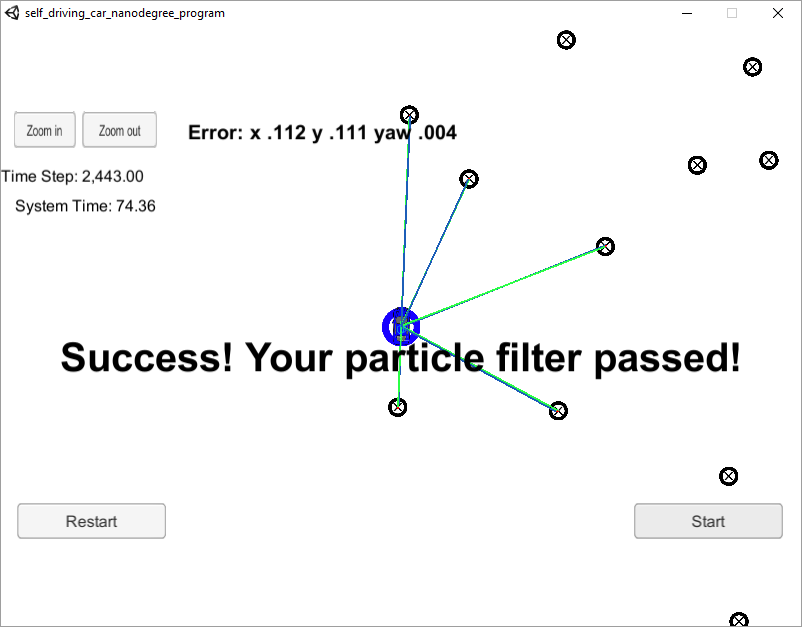 self_driving_car_nanodegree_program
Zoom in Zoom out
Error: x .112 y .111 yaw .004
Time Step: 2,443.00
System Time: 74.36
Success! Your particle filter passed!
Restart Start